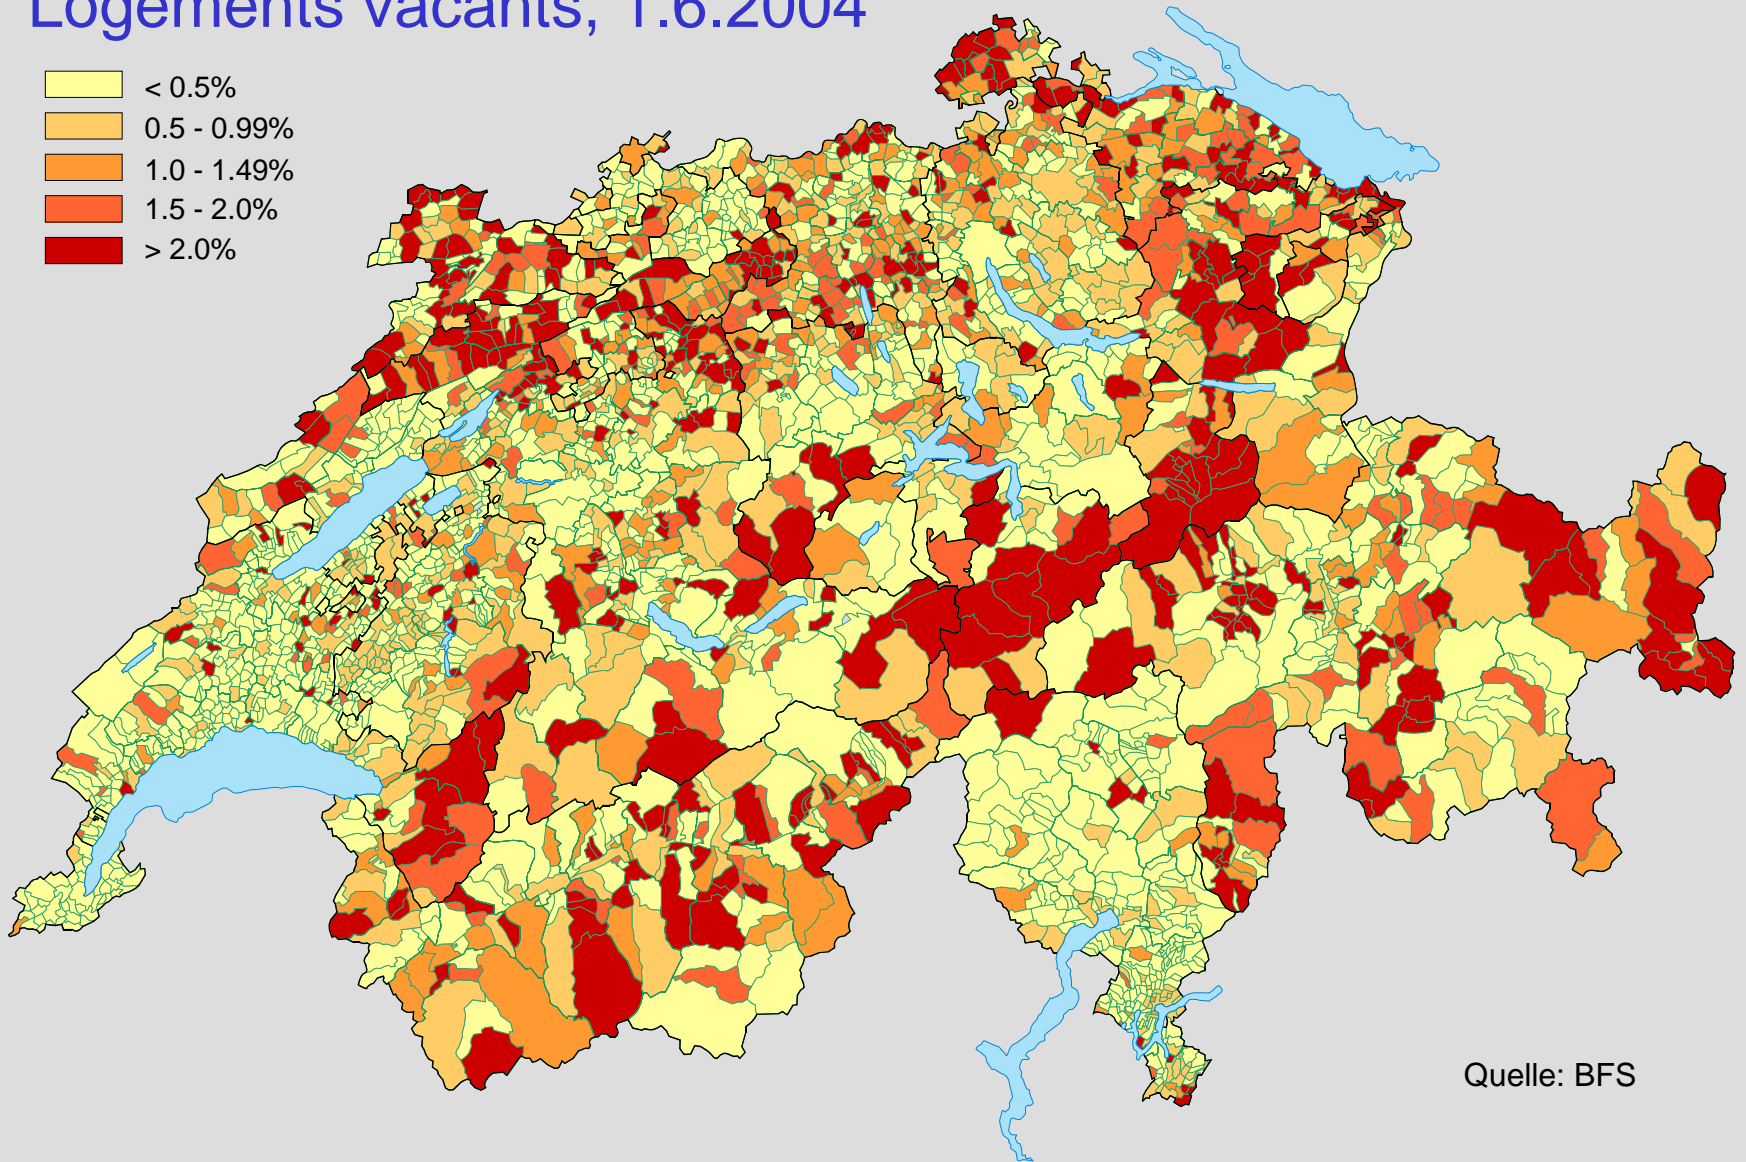 Logements vacants, 1.6.2004
< 0.5%
0.5 - 0.99%
1.0 - 1.49%
1.5 - 2.0%
> 2.0%
Quelle: BFS